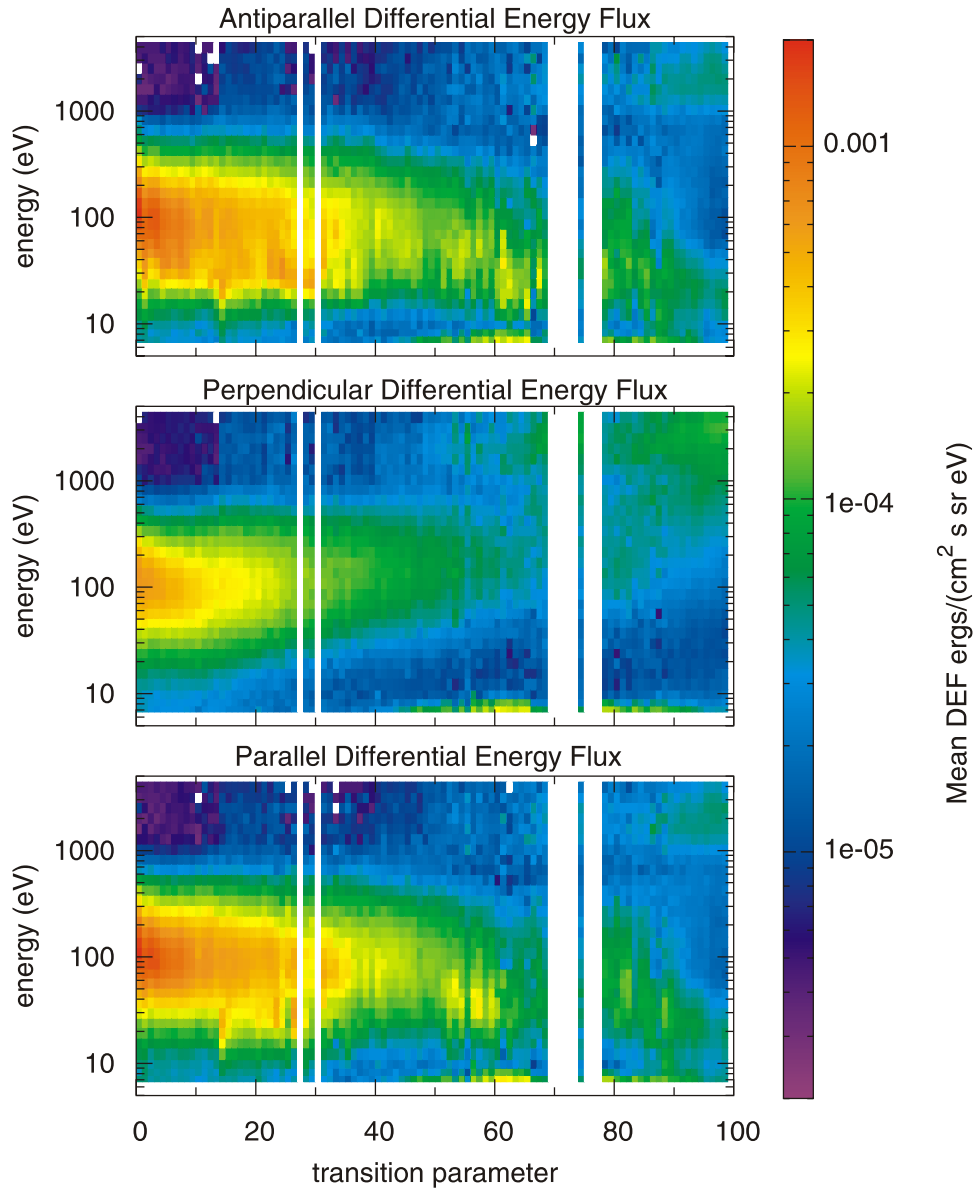 Antiparallel Differential Energy Flux
1000
100
10
energy (eV)
Perpendicular Differential Energy Flux
1000
100
10
energy (eV)
Parallel Differential Energy Flux
1000
100
10
energy (eV)
0 20 40 60 80 100
transition parameter
0.001
1e-04
1e-05
Mean DEF ergs/(cm² s sr eV)